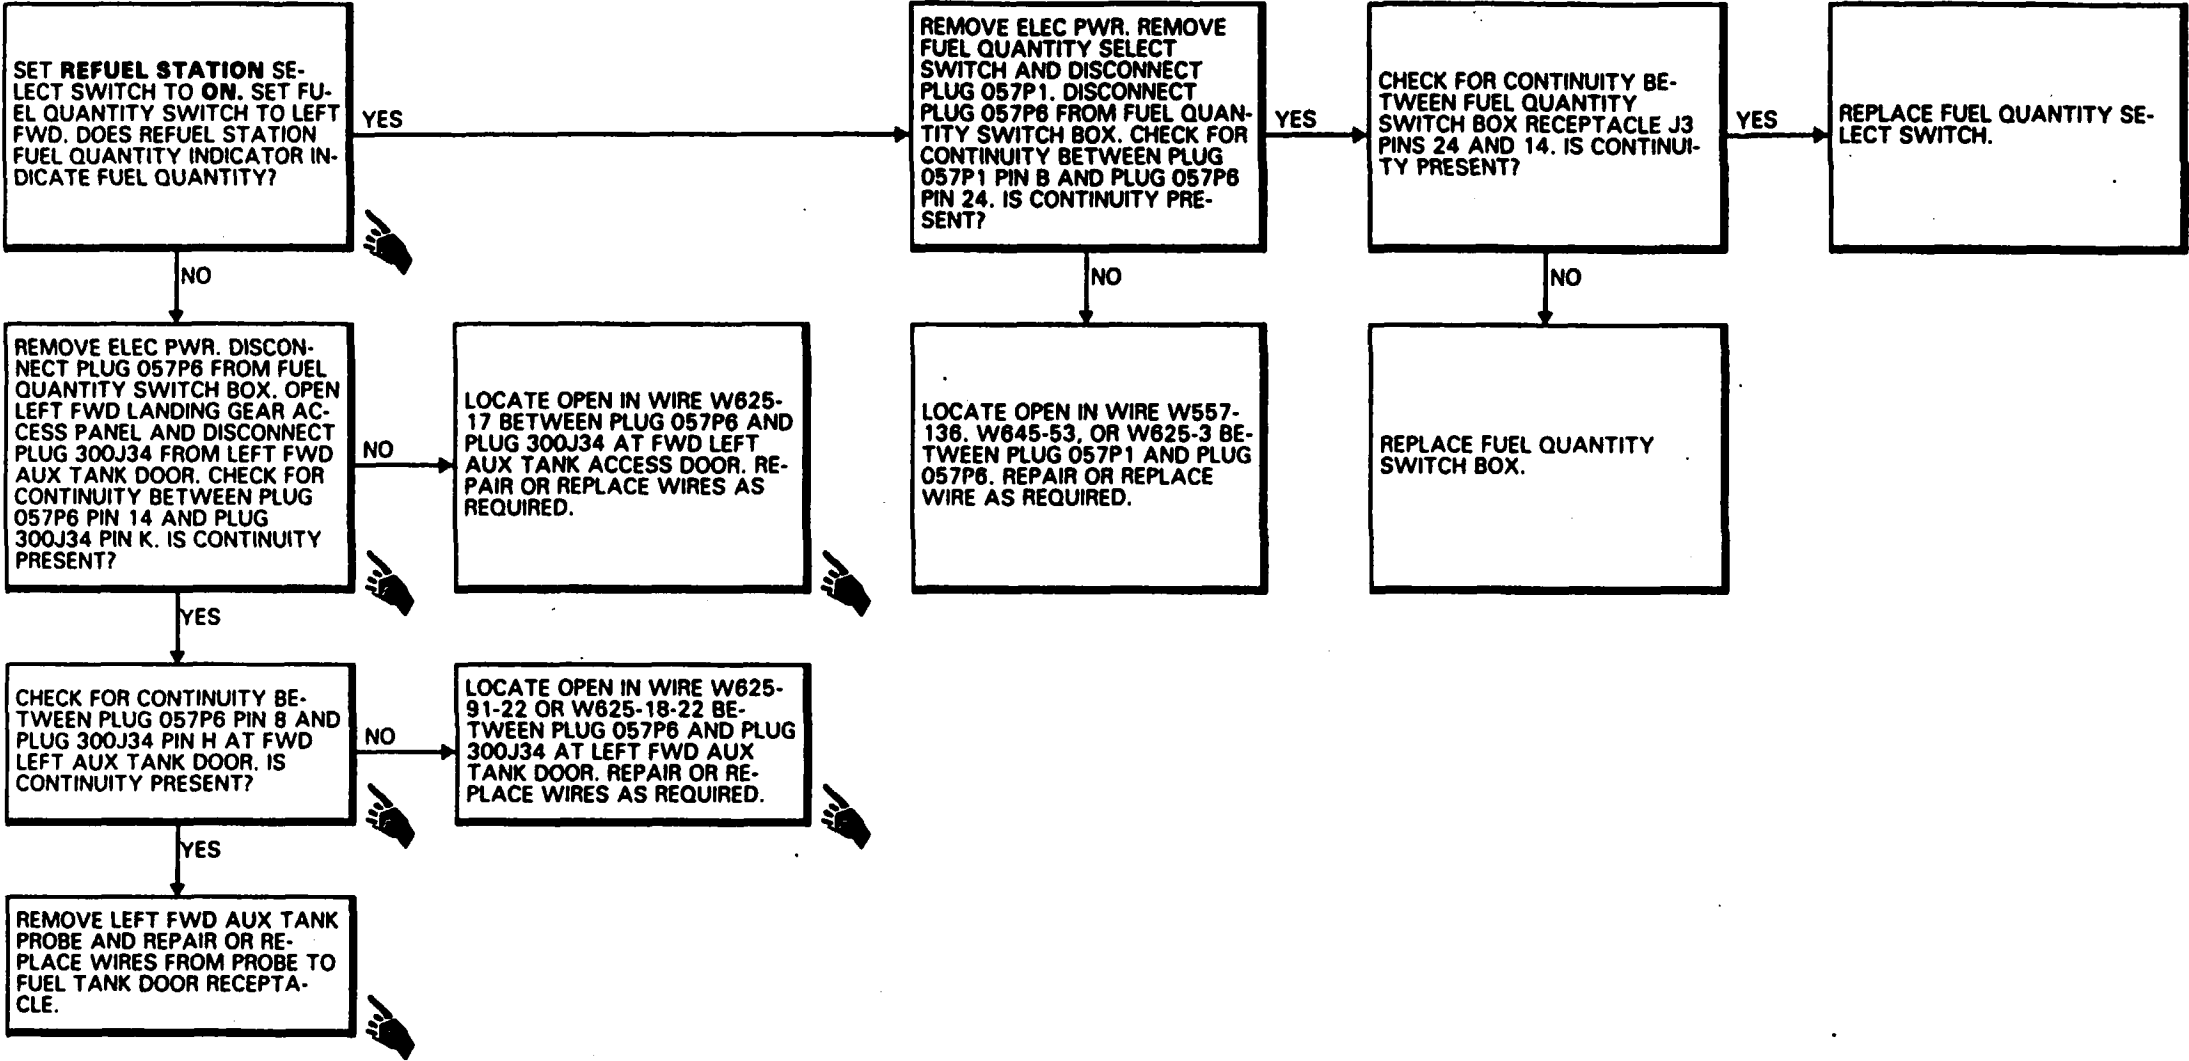 SET REFUEL STATION SE-
LECT SWITCH TO ON. SET FU-
EL QUANTITY SWITCH TO LEFT
FWD. DOES REFUEL STATION
FUEL QUANTITY INDICATOR IN-
DICATE FUEL QUANTITY?
YES
REMOVE ELEC PWR. REMOVE
FUEL QUANTITY SELECT
SWITCH AND DISCONNECT
PLUG 057P1. DISCONNECT
PLUG 057P6 FROM FUEL QUAN-
TITY SWITCH BOX. CHECK FOR
CONTINUITY BETWEEN PLUG
057P1 PIN B AND PLUG 057P6
PIN 24. IS CONTINUITY PRE-
SENT?
YES
CHECK FOR CONTINUITY BE-
TWEEN FUEL QUANTITY
SWITCH BOX RECEPTACLE J3
PINS 24 AND 14. IS CONTINUI-
TY PRESENT?
YES
REPLACE FUEL QUANTITY SE-
LECT SWITCH.
NO
NO
NO
REMOVE ELEC PWR. DISCON-
NECT PLUG 057P6 FROM FUEL
QUANTITY SWITCH BOX. OPEN
LEFT FWD LANDING GEAR AC-
CESS PANEL AND DISCONNECT
PLUG 300J34 FROM LEFT FWD
AUX TANK DOOR. CHECK FOR
CONTINUITY BETWEEN PLUG
057P6 PIN 14 AND PLUG
300J34 PIN K. IS CONTINUITY
PRESENT?
NO
LOCATE OPEN IN WIRE W625-
17 BETWEEN PLUG 057P6 AND
PLUG 300J34 AT FWD LEFT
AUX TANK ACCESS DOOR. RE-
PAIR OR REPLACE WIRES AS
REQUIRED.
LOCATE OPEN IN WIRE W557-
136. W645-53, OR W625-3 BE-
TWEEN PLUG 057P1 AND PLUG
057P6. REPAIR OR REPLACE
WIRE AS REQUIRED.
REPLACE FUEL QUANTITY
SWITCH BOX.
YES
CHECK FOR CONTINUITY BE-
TWEEN PLUG 057P6 PIN 8 AND
PLUG 300J34 PIN H AT FWD
LEFT AUX TANK DOOR. IS
CONTINUITY PRESENT?
NO
LOCATE OPEN IN WIRE W625-
91-22 OR W625-18-22 BE-
TWEEN PLUG 057P6 AND PLUG
300J34 AT LEFT FWD AUX
TANK DOOR. REPAIR OR RE-
PLACE WIRES AS REQUIRED.
YES
REMOVE LEFT FWD AUX TANK
PROBE AND REPAIR OR RE-
PLACE WIRES FROM PROBE TO
FUEL TANK DOOR RECEPTA-
CLE.